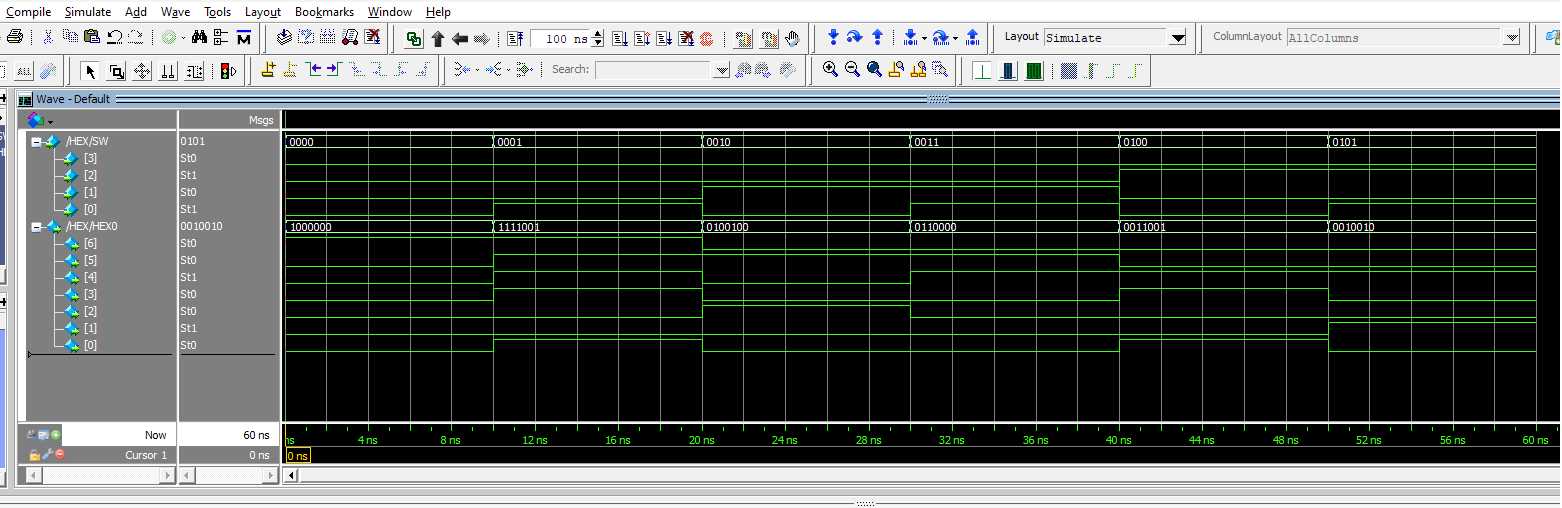 Compile Simulate Add Wave Tools Layout Bookmarks Window Help
100 ns Layout Simulate ColumnLayout AllColumns
ALL Search:
Wave - Default
Msgs
/HEX/SW 0101 0000 0001 0010 0011 0100 0101
[3] St0
[2] St1
[1] St0
[0] St1
/HEX/HEX0 0010010 1000000 1111001 0100100 0110000 0011001 0010010
[6] St0
[5] St0
[4] St1
[3] St0
[2] St0
[1] St1
[0] St0
Now 60 ns ns 4 ns 8 ns 12 ns 16 ns 20 ns 24 ns 28 ns 32 ns 36 ns 40 ns 44 ns 48 ns 52 ns 56 ns 60 ns
Cursor 1 0 ns 0 ns